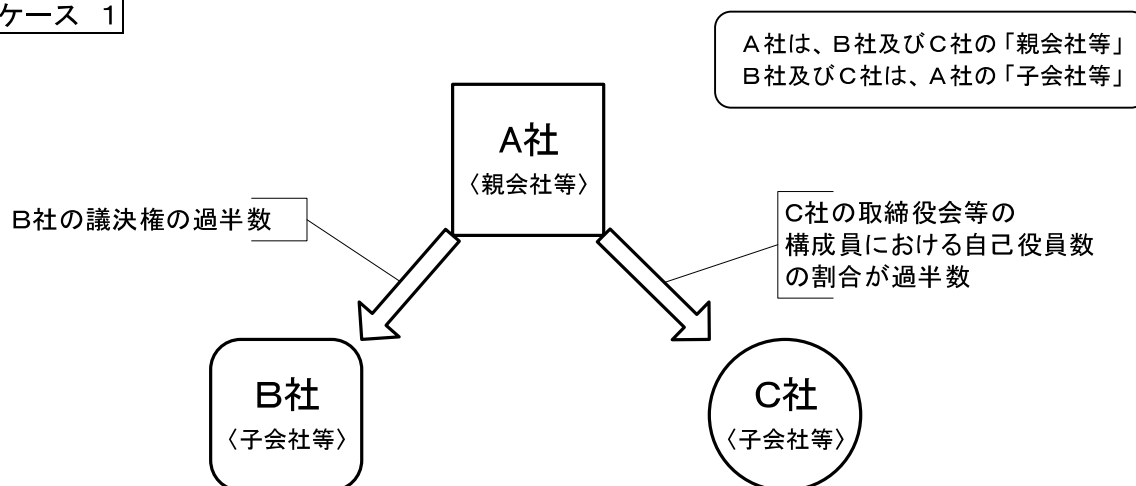 ケース 1
A社は、B社及びC社の「親会社等」
B社及びC社は、A社の「子会社等」
A社
〈親会社等〉
B社の議決権の過半数
C社の取締役会等の
構成員における自己役員数
の割合が過半数
B社
〈子会社等〉
C社
〈子会社等〉